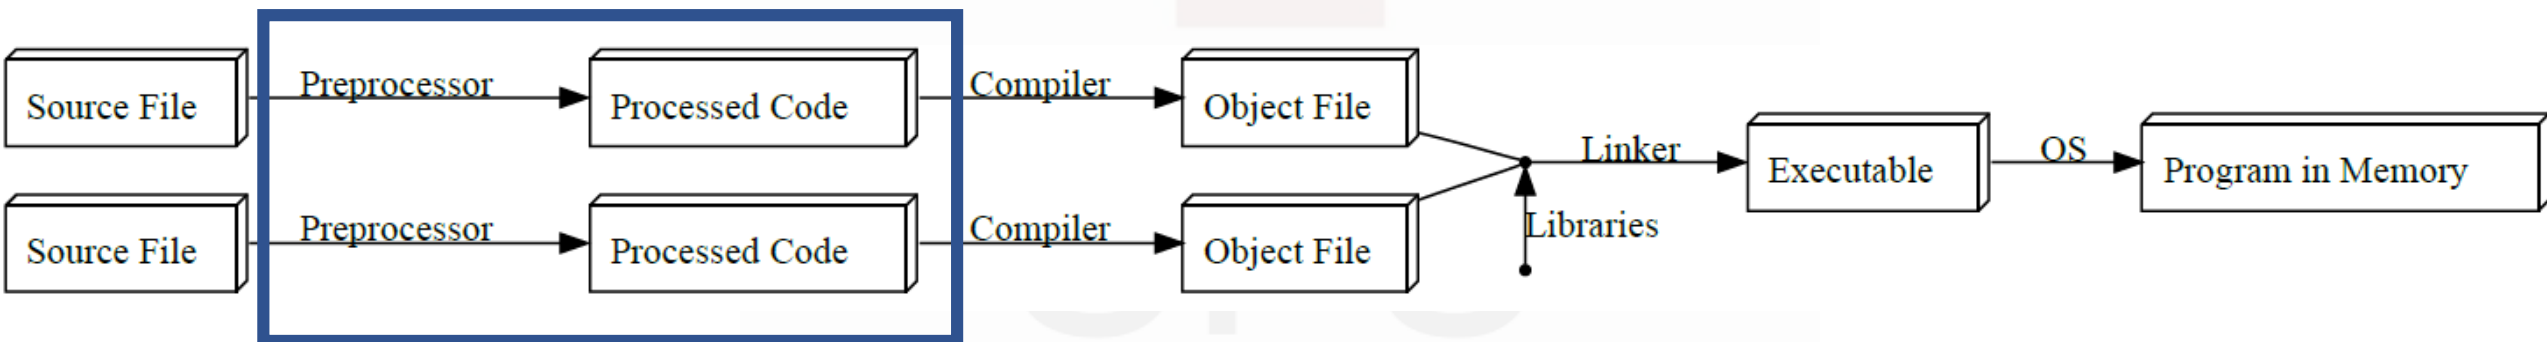 Source File
Preprocessor
Processed Code
Compiler
Object File
Source File
Preprocessor
Processed Code
Compiler
Object File
Libraries
Linker
Executable
OS
Program in Memory